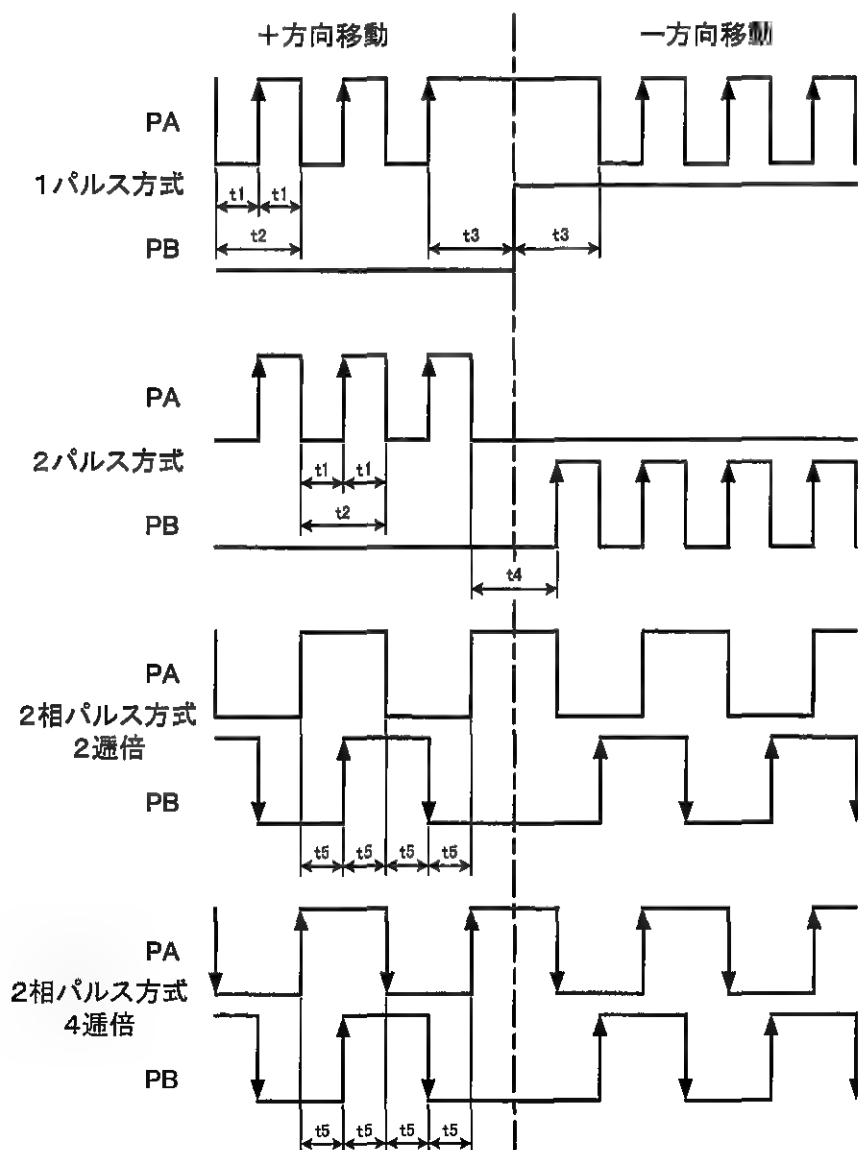 +方向移動
一方向移動
PA
1パルス方式
t1 t1
t2
t3 t3
PB
PA
2パルス方式
t1 t1
t2
PB
t4
PA
2相パルス方式
2逓倍
PB
t5 t5 t5 t5
PA
2相パルス方式
4逓倍
PB
t5 t5 t5 t5